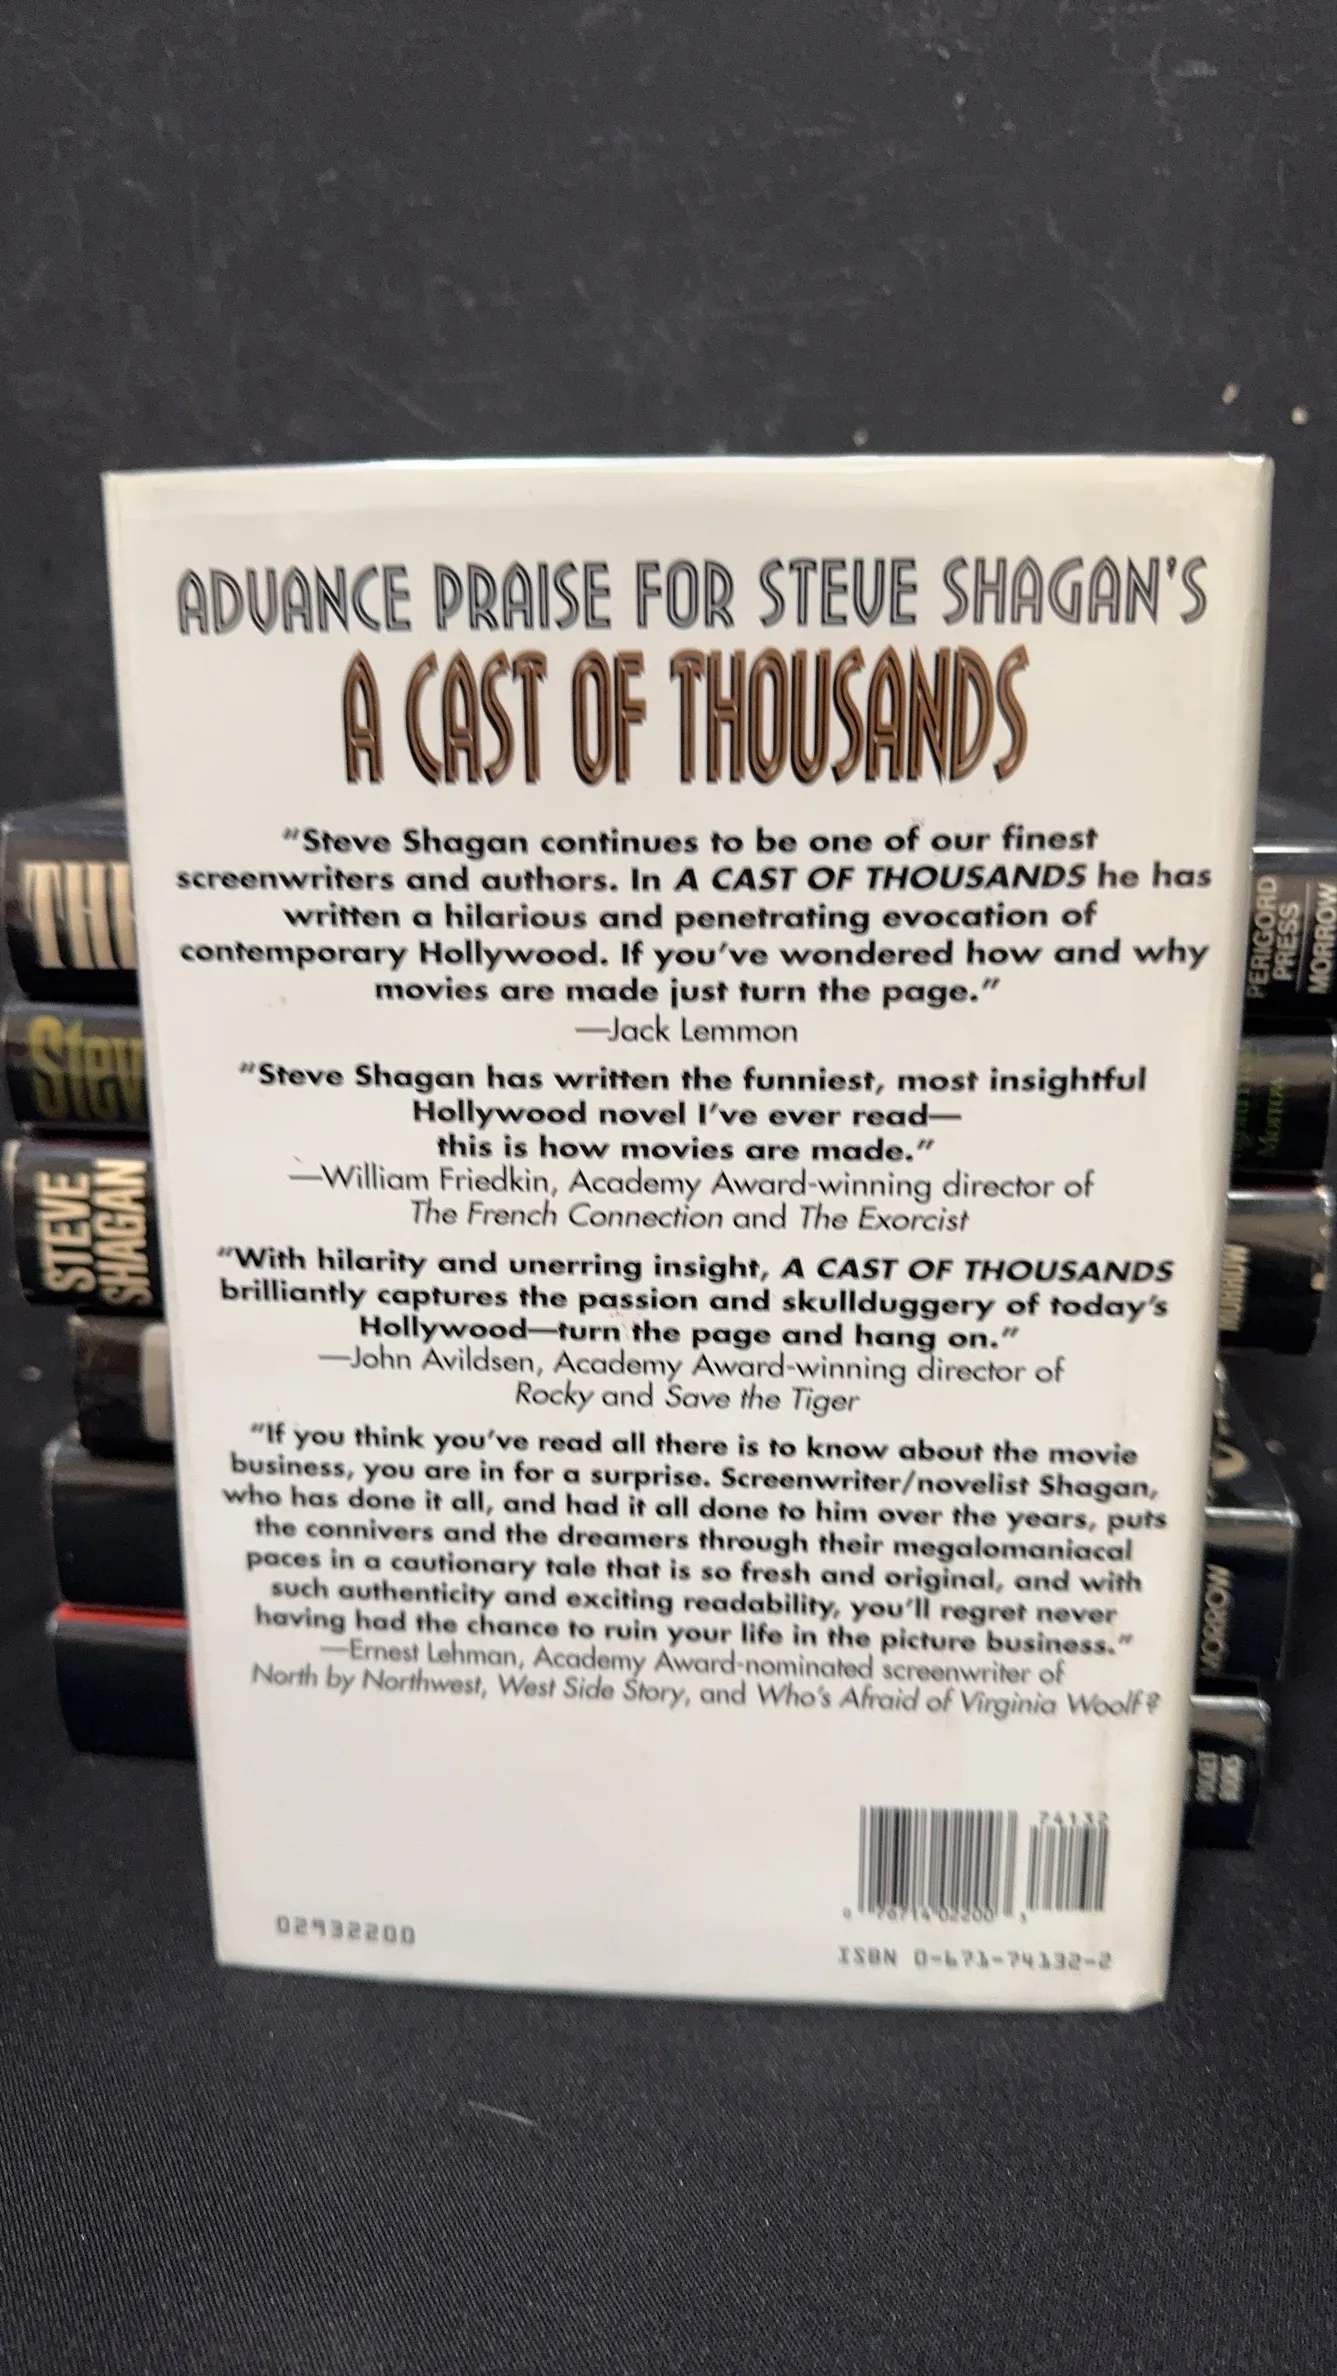 ADVANCE PRAISE FOR STEVE SHAGAN'S
A CAST OF THOUSANDS
"Steve Shagan continues to be one of our finest
screenwriters and authors. In A CAST OF THOUSANDS he has
written a hilarious and penetrating evocation of
contemporary Hollywood. If you've wondered how and why
movies are made just turn the page."
—Jack Lemmon
"Steve Shagan has written the funniest, most insightful
Hollywood novel I've ever read—
this is how movies are made."
—William Friedkin, Academy Award-winning director of
The French Connection and The Exorcist
"With hilarity and unerring insight, A CAST OF THOUSANDS
brilliantly captures the passion and skullduggery of today's
Hollywood—turn the page and hang on."
—John Avildsen, Academy Award-winning director of
Rocky and Save the Tiger
"If you think you've read all there is to know about the movie
business, you are in for a surprise. Screenwriter/novelist Shagan,
who has done it all, and had it all done to him over the years, puts
the connivers and the dreamers through their megalomaniacal
paces in a cautionary tale that is so fresh and original, and with
such authenticity and exciting readability, you'll regret never
having had the chance to ruin your life in the picture business."
—Ernest Lehman, Academy Award-nominated screenwriter of
North by Northwest, West Side Story, and Who's Afraid of Virginia Woolf?
74132
02932200
ISBN 0-671-74132-2
STEVE
SHAGAN
PERIGORD
PRESS
MORROW
MORROW
MORROW
POCKET
BOOKS